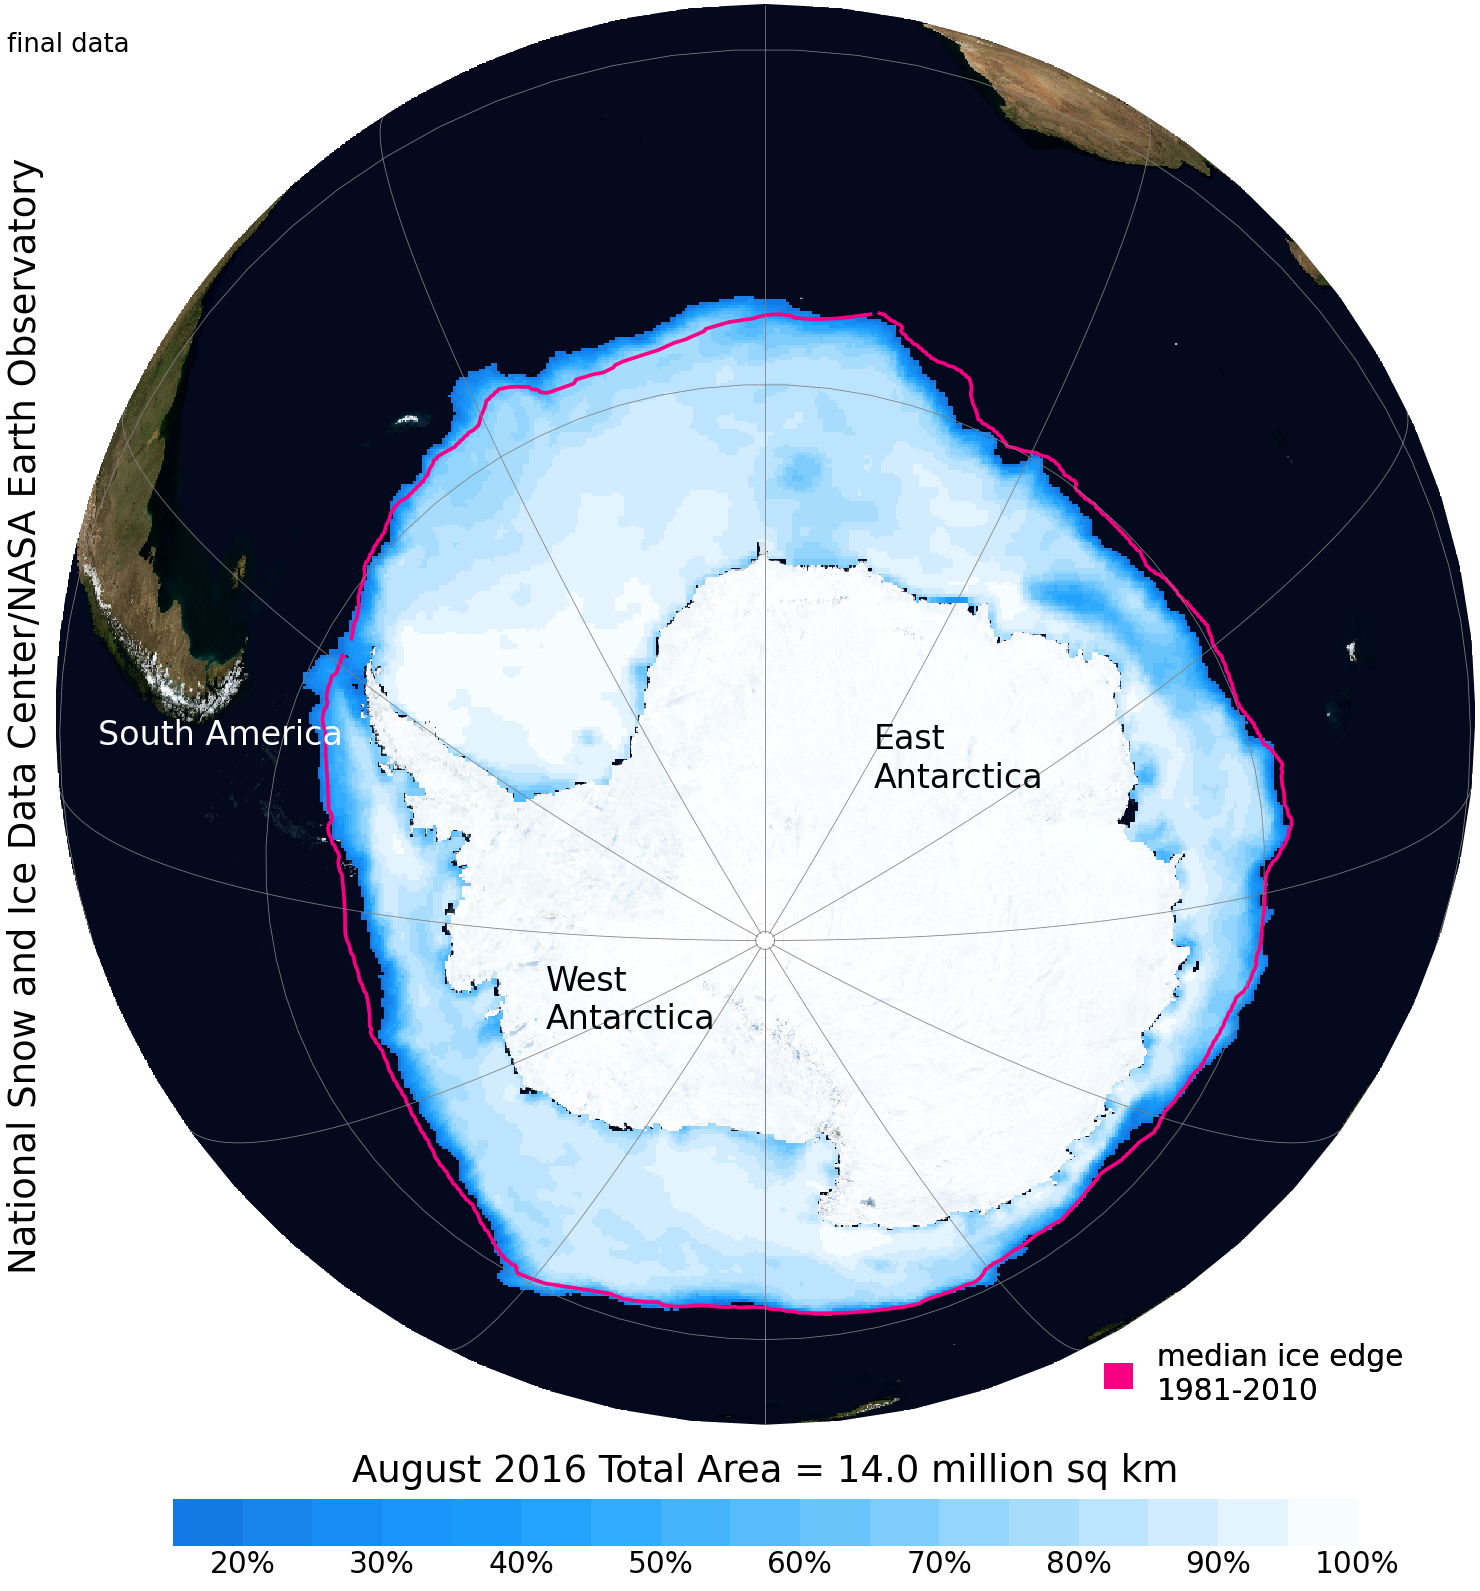 final data
National Snow and Ice Data Center/NASA Earth Observatory
South America
East
Antarctica
West
Antarctica
median ice edge
1981-2010
August 2016 Total Area = 14.0 million sq km
20% 30% 40% 50% 60% 70% 80% 90% 100%